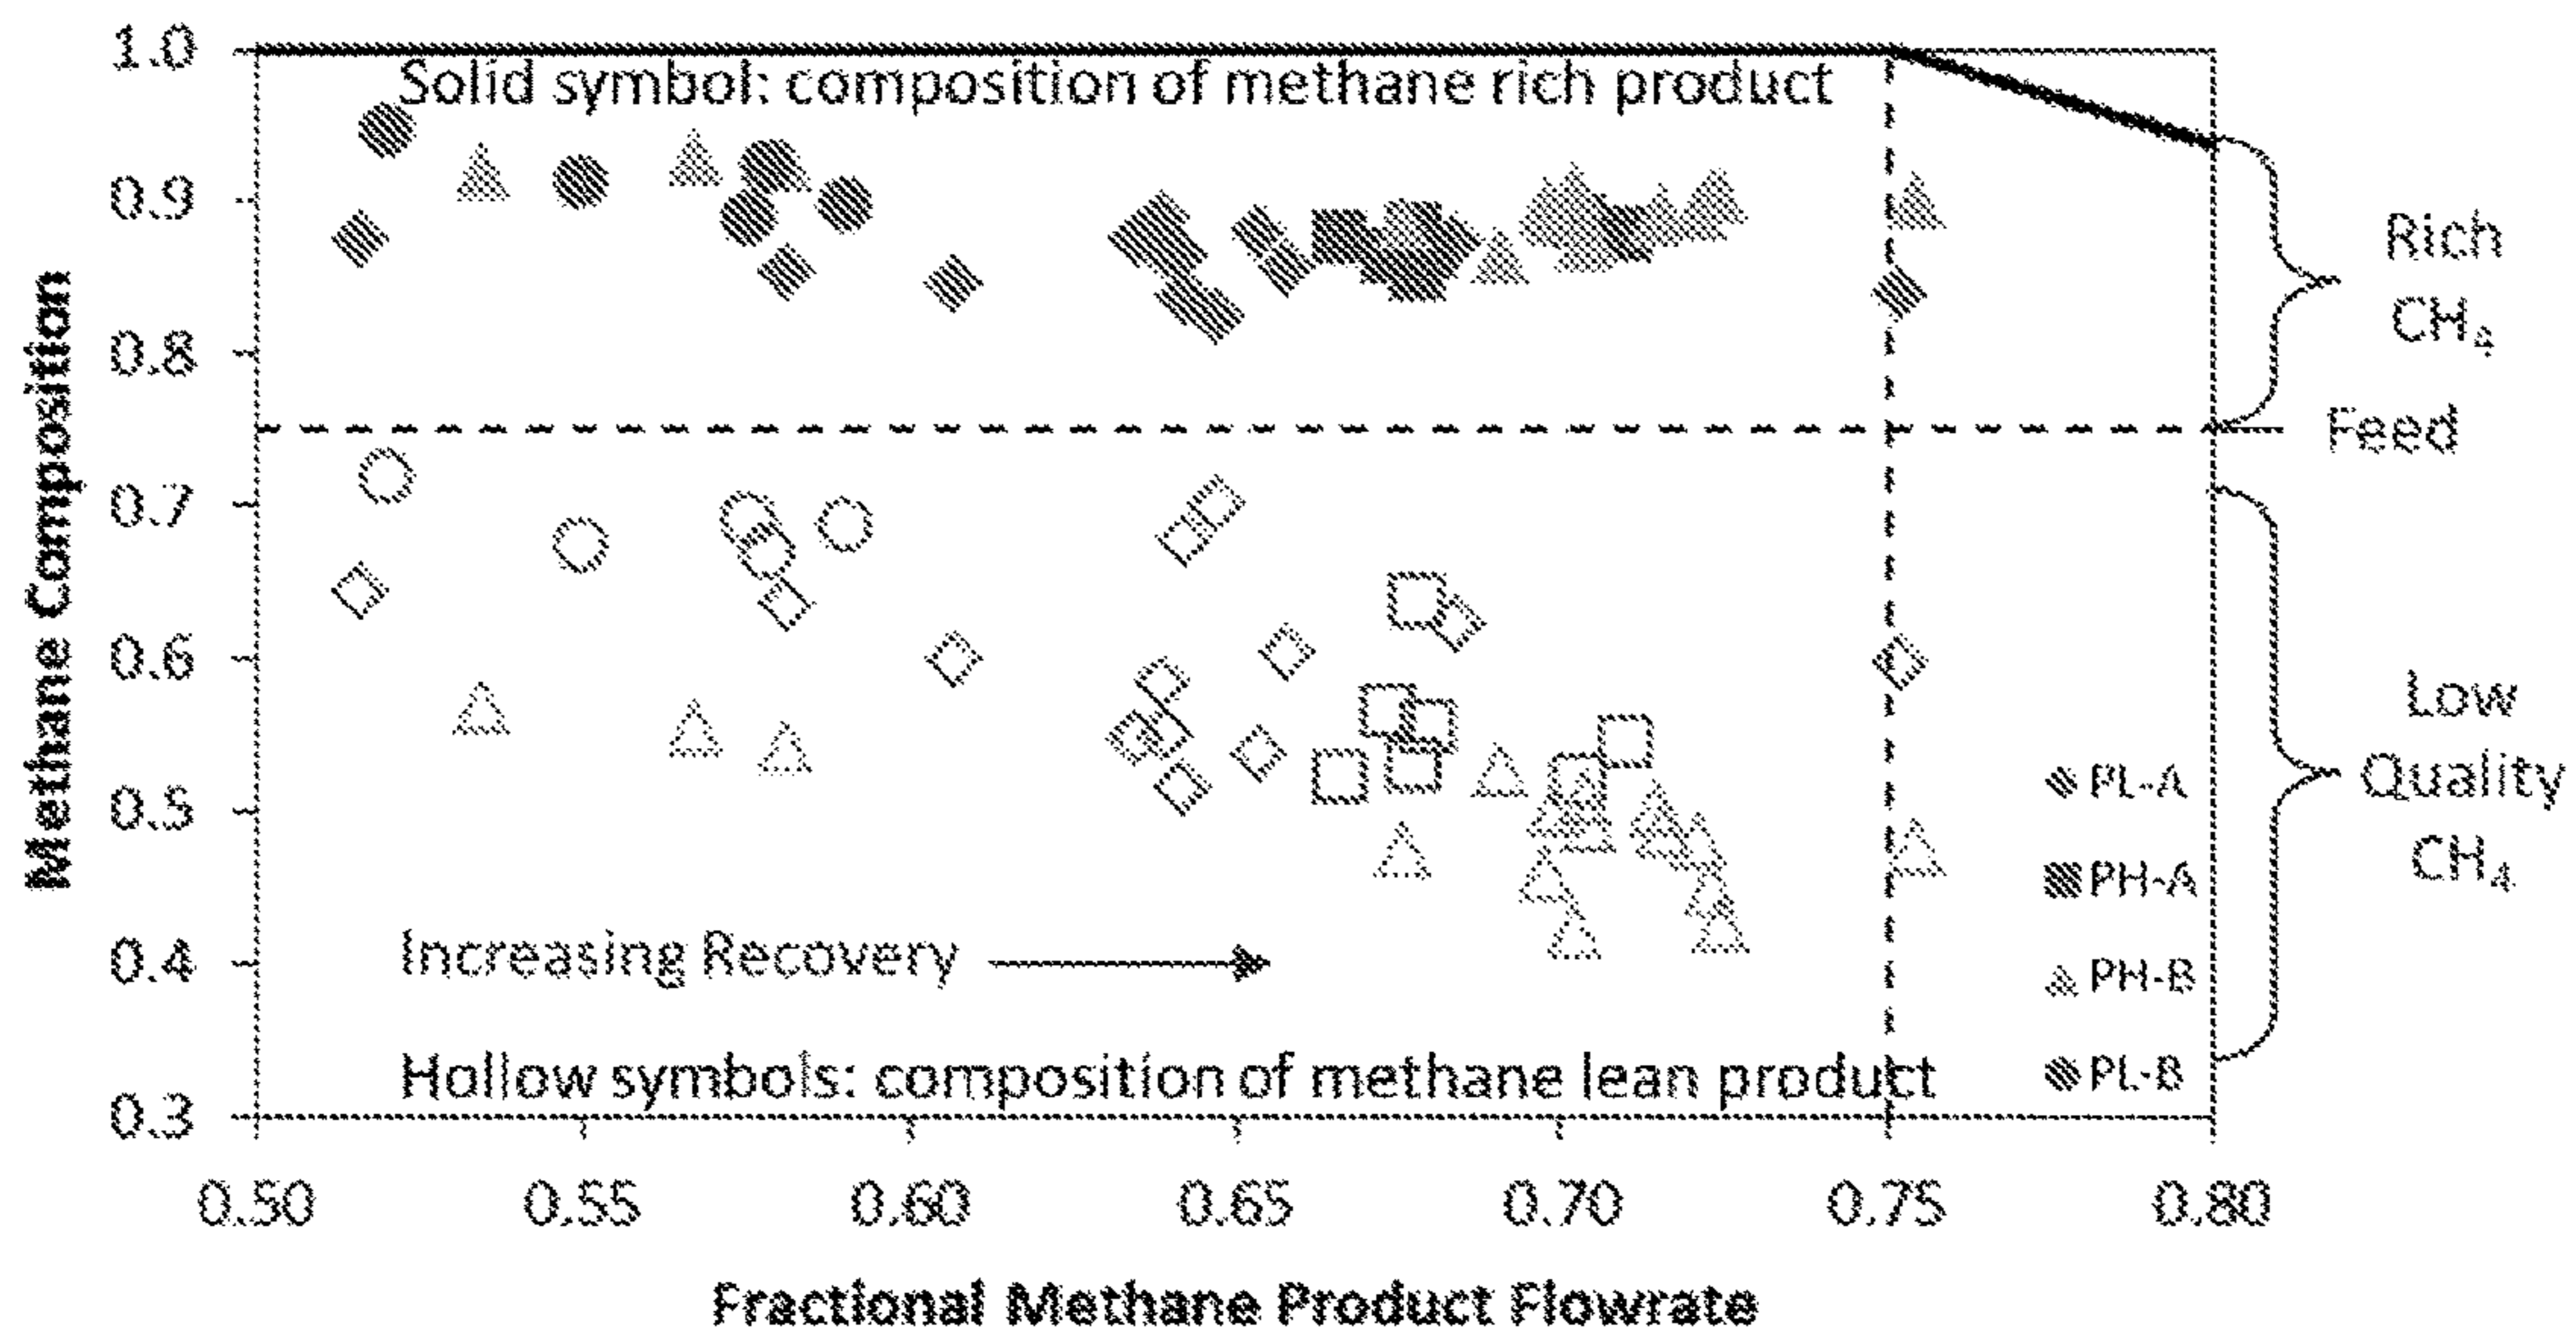 1.0
Solid symbol: composition of methane rich product
0.9
0.8
0.7
0.6
0.5
0.4
0.3
Methane Composition
Rich
CH₄
Feed
Low
Quality
CH₄
PL-A
PH-A
PH-B
PL-B
Increasing Recovery
Hollow symbols: composition of methane lean product
0.50 0.55 0.60 0.65 0.70 0.75 0.80
Fractional Methane Product Flowrate